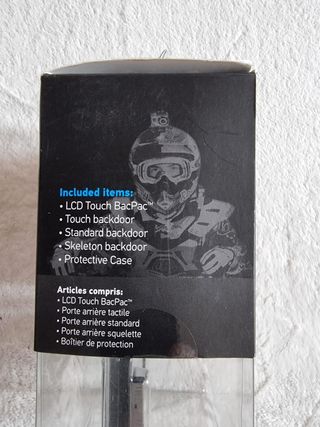 Included items:
• LCD Touch BacPac™
• Touch backdoor
• Standard backdoor
• Skeleton backdoor
• Protective Case
Articles compris:
• LCD Touch BacPac™
• Porte arrière tactile
• Porte arrière standard
• Porte arrière squelette
• Boîtier de protection